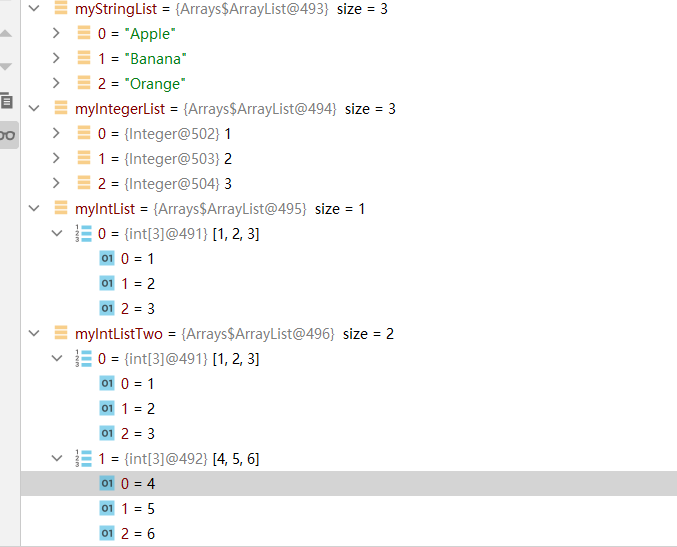 myStringList = {Arrays$ArrayList@493} size = 3
0 = "Apple"
1 = "Banana"
2 = "Orange"
myIntegerList = {Arrays$ArrayList@494} size = 3
0 = {Integer@502} 1
1 = {Integer@503} 2
2 = {Integer@504} 3
myIntList = {Arrays$ArrayList@495} size = 1
0 = {int[3]@491} [1, 2, 3]
01 0 = 1
01 1 = 2
01 2 = 3
myIntListTwo = {Arrays$ArrayList@496} size = 2
0 = {int[3]@491} [1, 2, 3]
01 0 = 1
01 1 = 2
01 2 = 3
1 = {int[3]@492} [4, 5, 6]
01 0 = 4
01 1 = 5
01 2 = 6